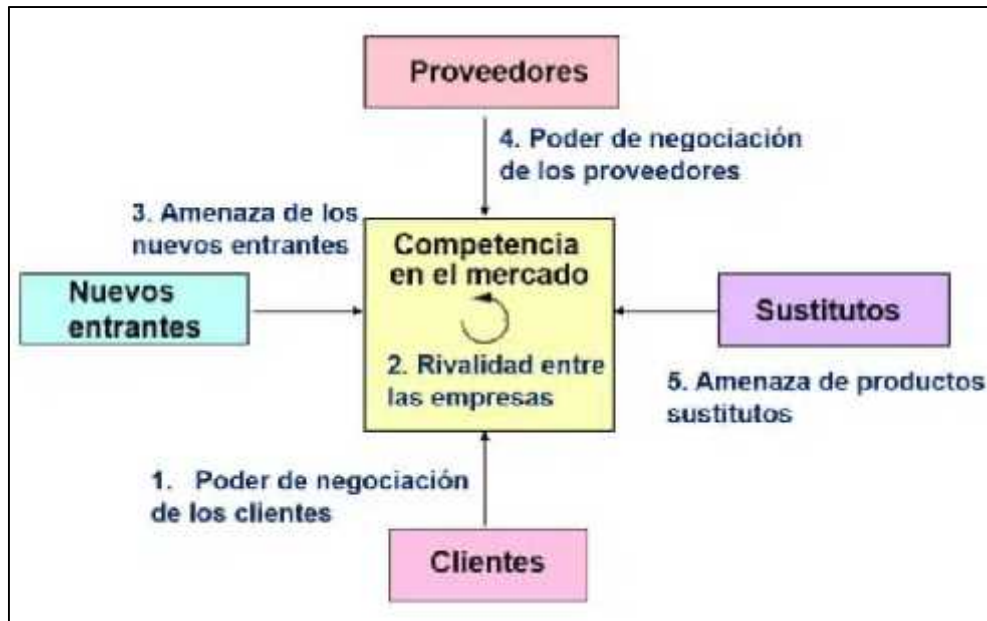 Proveedores
4. Poder de negociación
de los proveedores
3. Amenaza de los
nuevos entrantes
Competencia
en el mercado
Nuevos
entrantes
Sustitutos
2. Rivalidad entre
las empresas
5. Amenaza de productos
sustitutos
1. Poder de negociación
de los clientes
Clientes